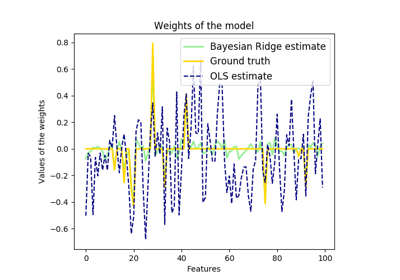 Weights of the model
Bayesian Ridge estimate
Ground truth
OLS estimate
Values of the weights
0.8
0.6
0.4
0.2
0.0
−0.2
−0.4
−0.6
0
20
40
60
80
100
Features